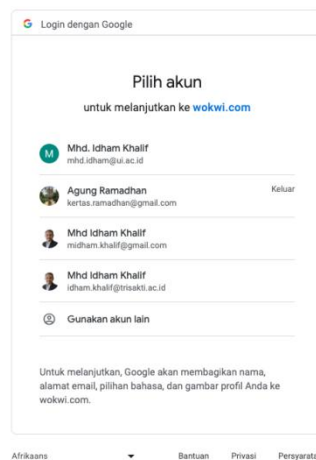 Login dengan Google
Pilih akun
untuk melanjutkan ke wokwi.com
M
Mhd. Idham Khalif
mhd.idham@ui.ac.id
Agung Ramadhan
Keluar
kertas.ramadhan@gmail.com
Mhd Idham Khalif
midham.khalif@gmail.com
Mhd Idham Khalif
idham.khalif@trisakti.ac.id
Gunakan akun lain
Untuk melanjutkan, Google akan membagikan nama,
alamat email, pilihan bahasa, dan gambar profil Anda ke
wokwi.com.
Afrikaans Bantuan Privasi Persyarata